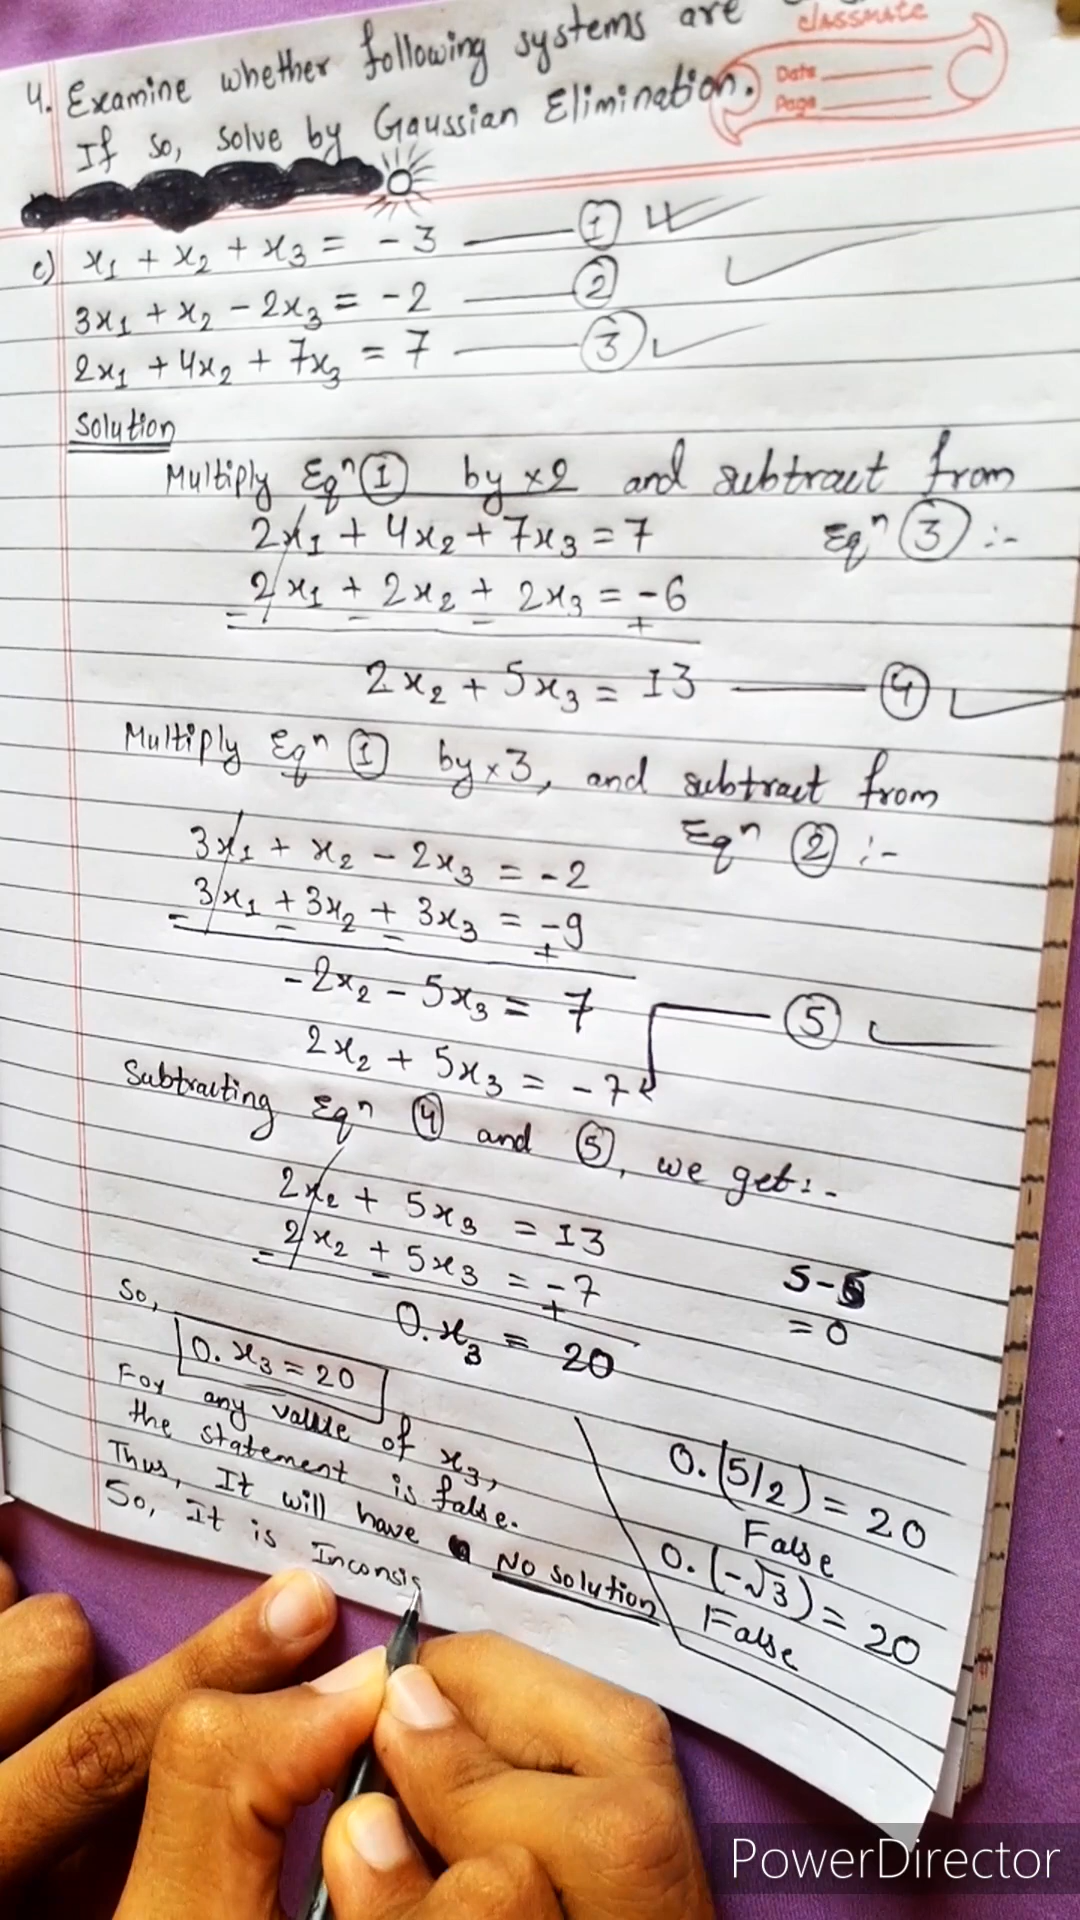 classmate
Date
Page
4. Examine whether following systems are
If so, solve by Gaussian Elimination.
c) x₁ + x₂ + x₃ = -3 ①
3x₁ + x₂ - 2x₃ = -2 ②
2x₁ + 4x₂ + 7x₃ = 7 ③
Solution
Multiply Eqⁿ ① by ×2 and subtract from
Eqⁿ ③ :-
2x₁ + 4x₂ + 7x₃ = 7
2x₁ + 2x₂ + 2x₃ = -6
- - - +
2x₂ + 5x₃ = 13 ④
Multiply Eqⁿ ① by ×3, and subtract from
Eqⁿ ② :-
3x₁ + x₂ - 2x₃ = -2
3x₁ + 3x₂ + 3x₃ = -9
- - - +
-2x₂ - 5x₃ = 7
2x₂ + 5x₃ = -7 ⑤
Subtracting Eqⁿ ④ and ⑤, we get:-
2x₂ + 5x₃ = 13
2x₂ + 5x₃ = -7
- - +
0.x₃ = 20
5-5
= 0
So,
0. x₃ = 20
For any value of x₃,
the statement is false.
Thus, It will have No solution
So, It is Inconsis
0.(5/2) = 20
False
0.(-√3) = 20
False
PowerDirector